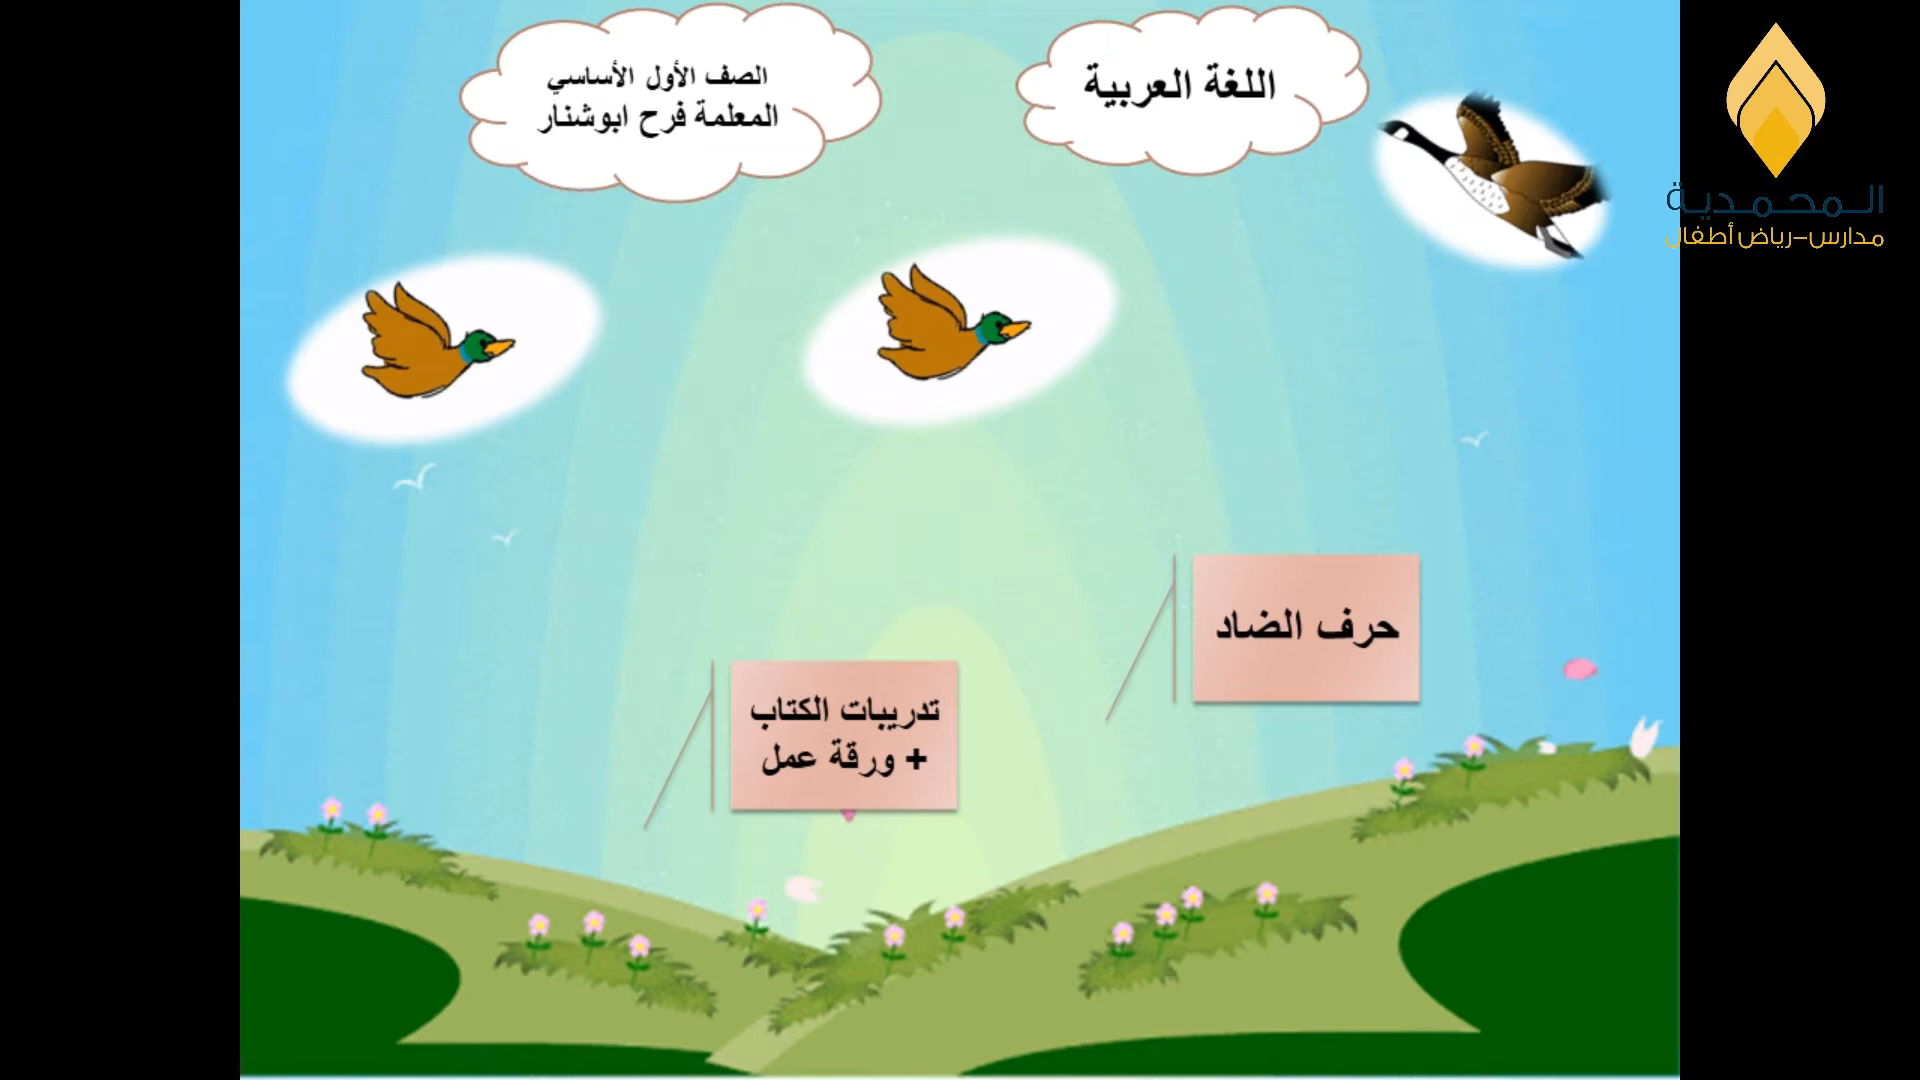 اللغة العربية
الصف الأول الأساسي
المعلمة فرح ابوشنار
المحمدية
مدارس-رياض أطفال
حرف الضاد
تدريبات الكتاب
+ ورقة عمل